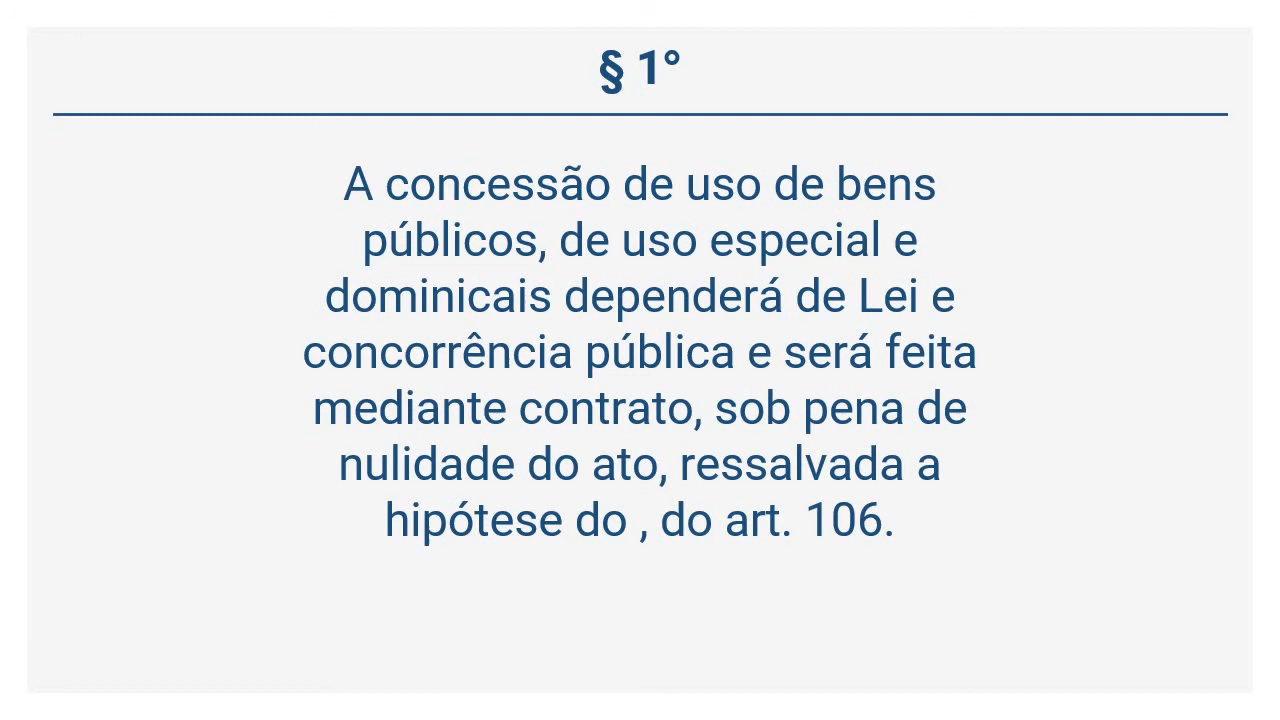 § 1°
A concessão de uso de bens
públicos, de uso especial e
dominicais dependerá de Lei e
concorrência pública e será feita
mediante contrato, sob pena de
nulidade do ato, ressalvada a
hipótese do , do art. 106.